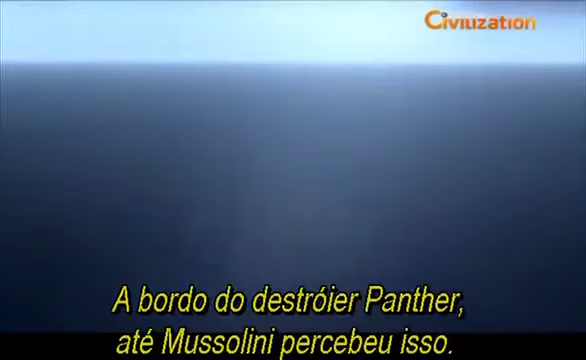 Civilization
A bordo do destróier Panther,
até Mussolini percebeu isso.